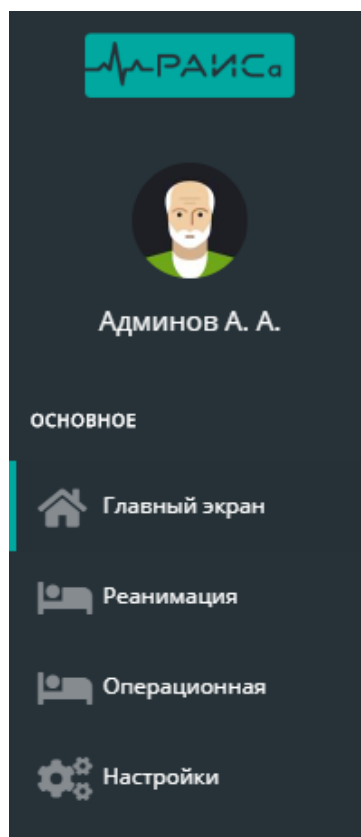 РАИСа
Админов А. А.
ОСНОВНОЕ
Главный экран
Реанимация
Операционная
Настройки